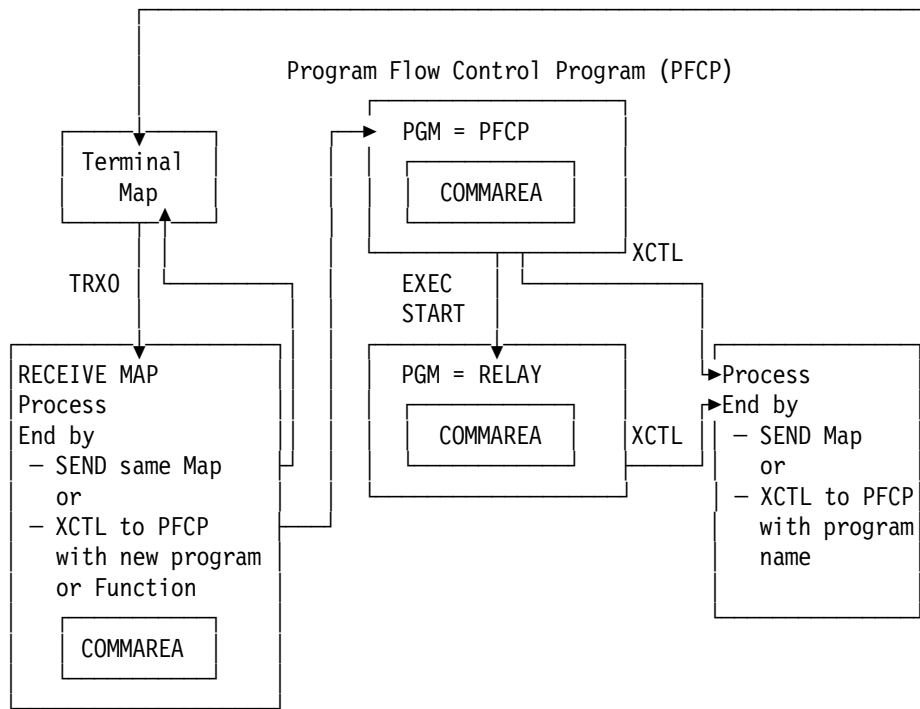 Program Flow Control Program (PFCP)
PGM = PFCP
COMMAREA
Terminal
Map
XCTL
TRX0
EXEC
START
RECEIVE MAP
Process
End by
— SEND same Map
or
— XCTL to PFCP
with new program
or Function
COMMAREA
PGM = RELAY
COMMAREA
XCTL
Process
End by
— SEND Map
or
— XCTL to PFCP
with program
name